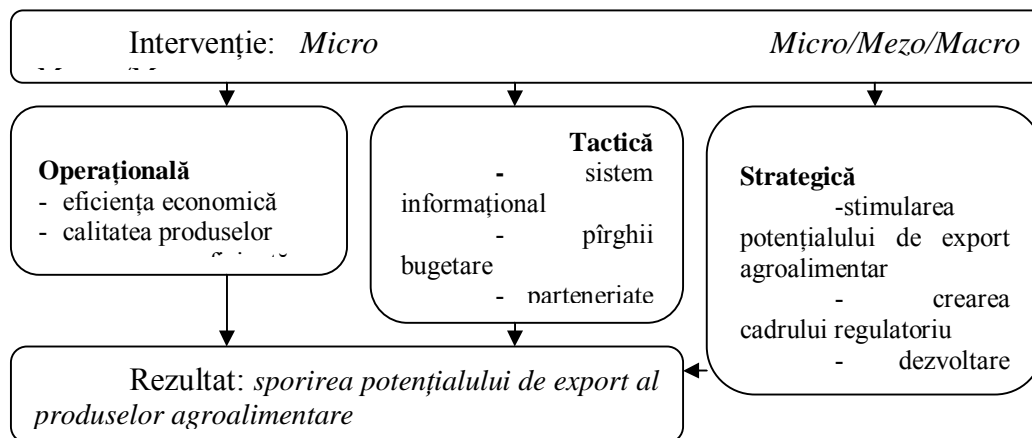 Intervenție: Micro Micro/Mezo/Macro
Operațională
- eficiența economică
- calitatea produselor
Tactică
- sistem
informațional
- pîrghii
bugetare
- parteneriate
Strategică
-stimularea
potențialului de export
agroalimentar
- crearea
cadrului regulatoriu
- dezvoltare
Rezultat: sporirea potențialului de export al
produselor agroalimentare